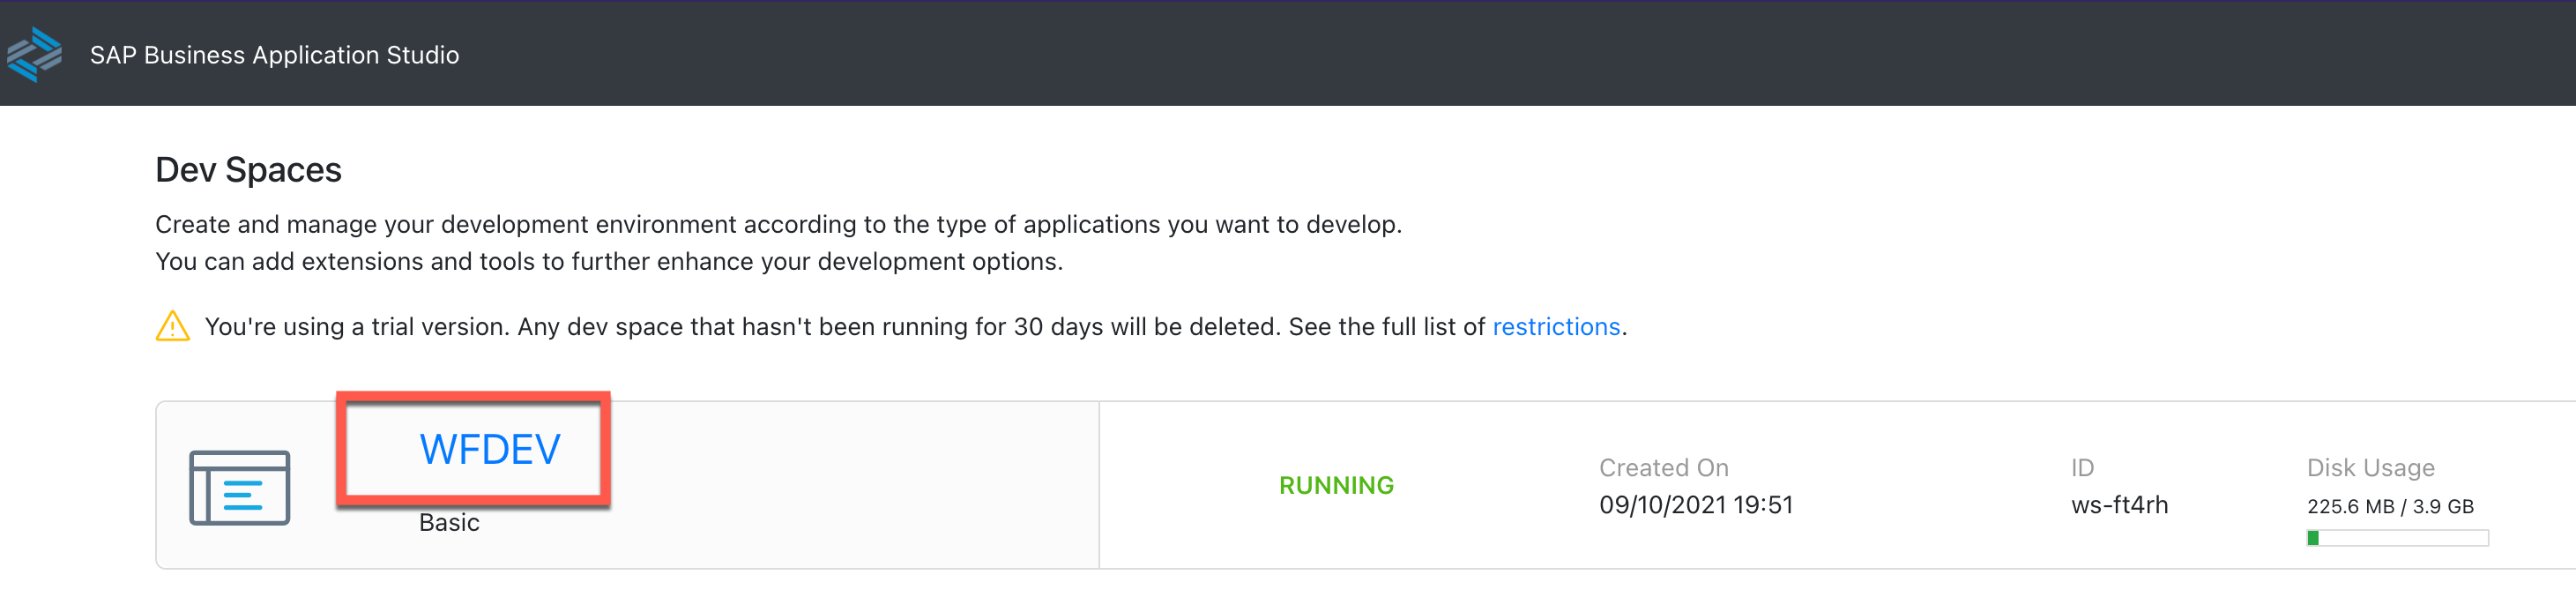 SAP Business Application Studio
Dev Spaces
Create and manage your development environment according to the type of applications you want to develop.
You can add extensions and tools to further enhance your development options.
You're using a trial version. Any dev space that hasn't been running for 30 days will be deleted. See the full list of restrictions.
WFDEV
Basic
RUNNING
Created On
09/10/2021 19:51
ID
ws-ft4rh
Disk Usage
225.6 MB / 3.9 GB